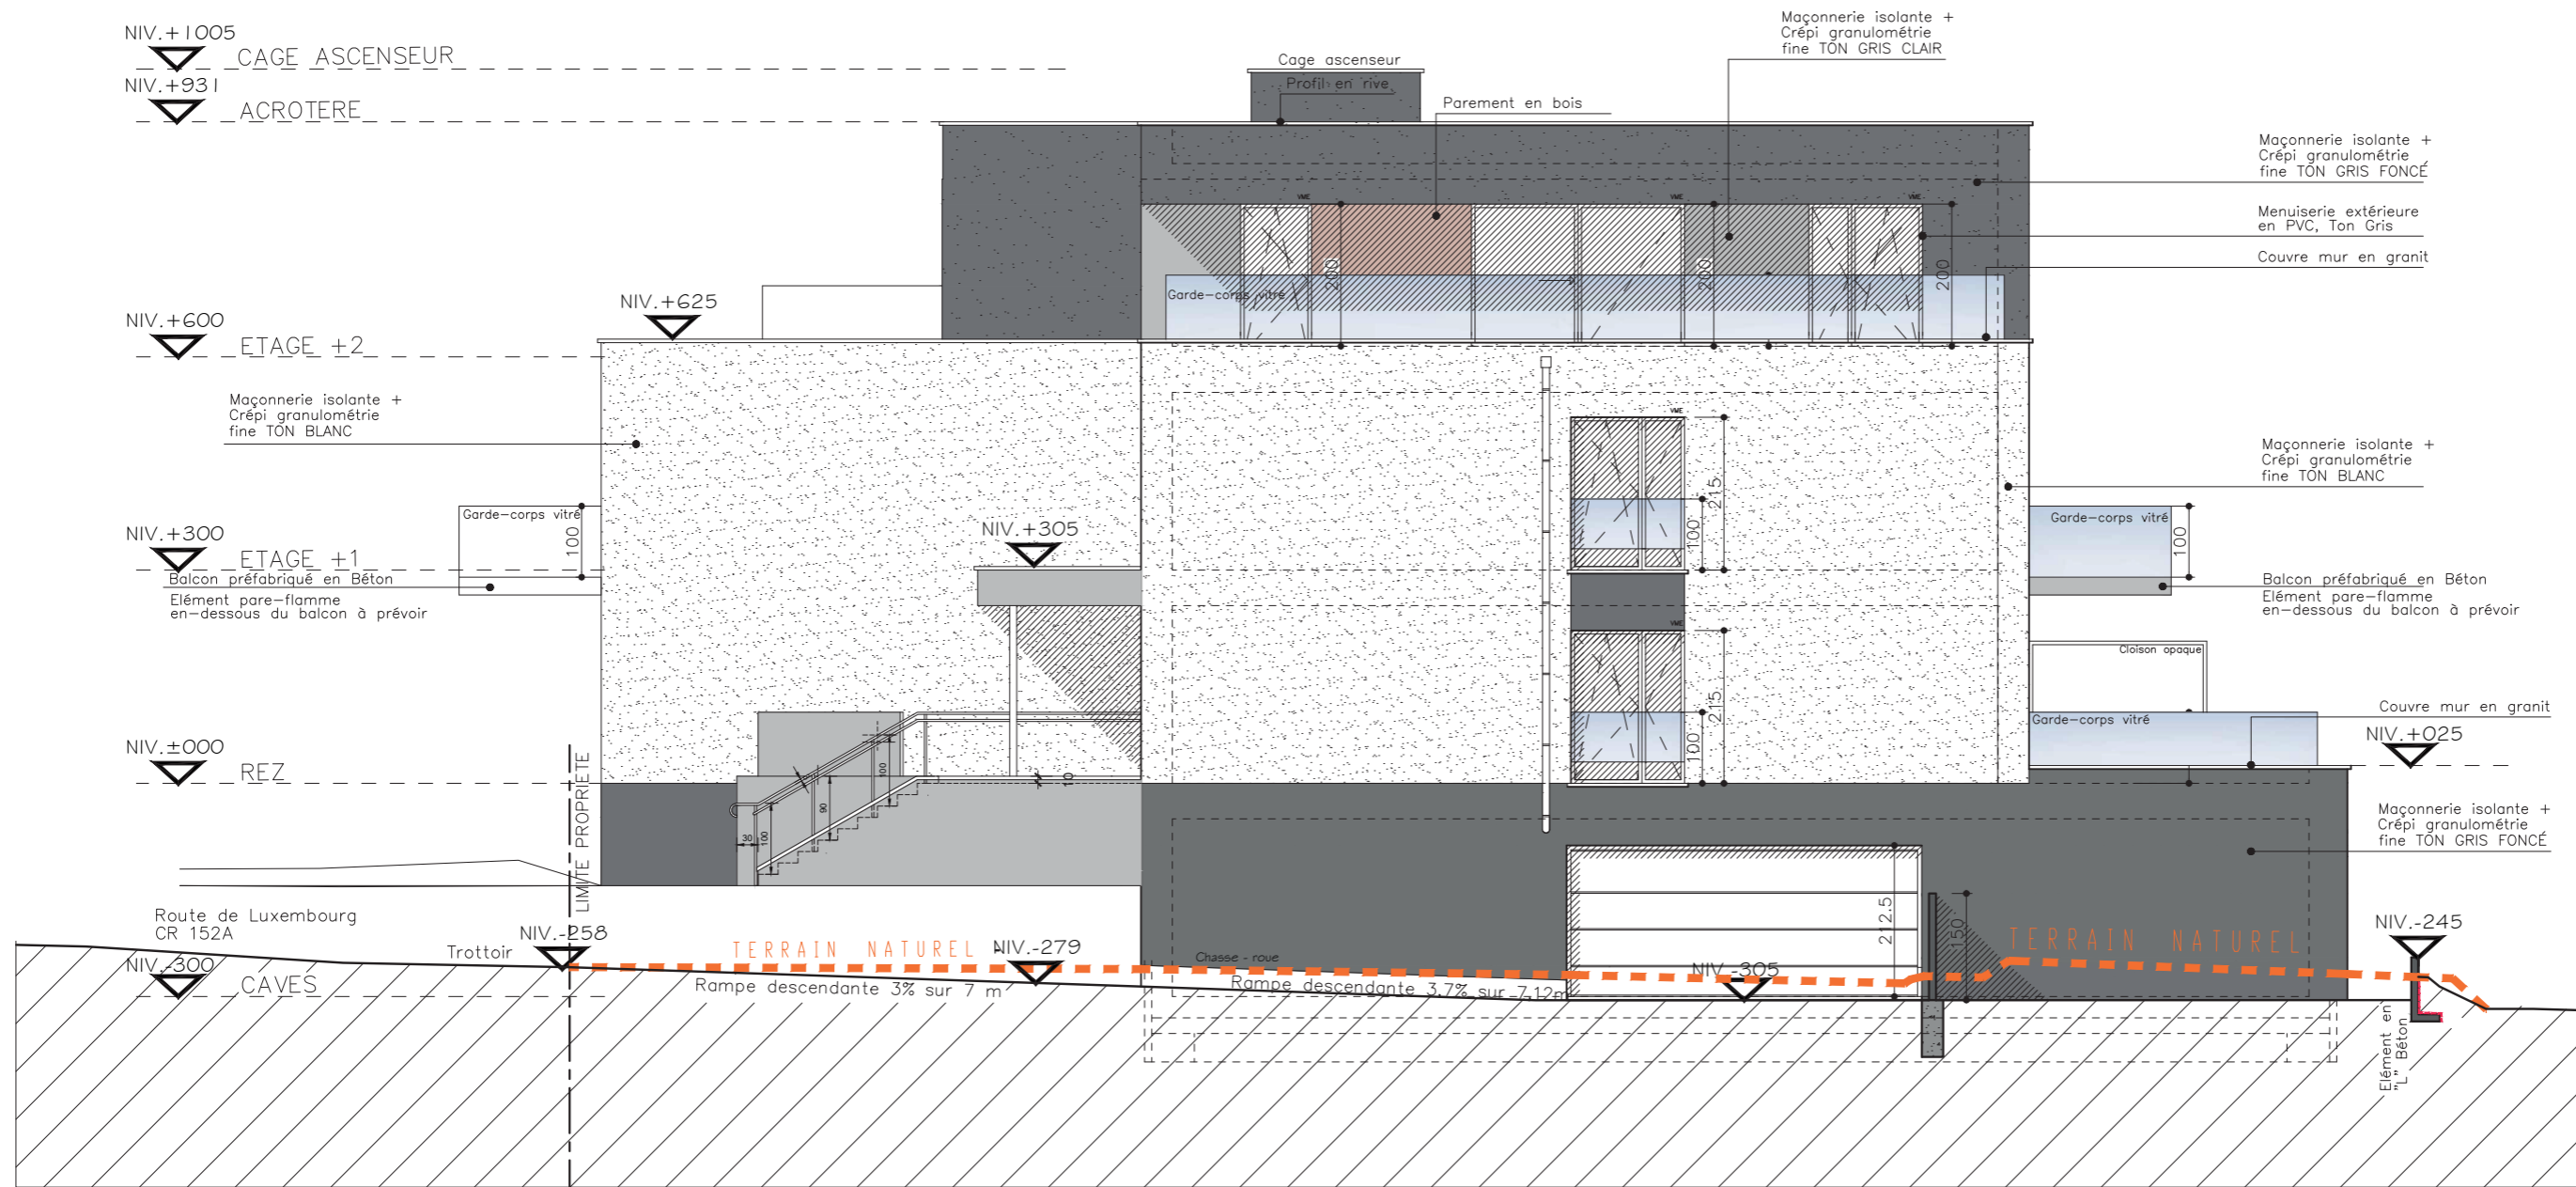 NIV.+1005
CAGE ASCENSEUR
NIV.+931
ACROTERE
Cage ascenseur
Profil en rive
Parement en bois
Maçonnerie isolante +
Crépi granulométrie
fine TON GRIS CLAIR
Maçonnerie isolante +
Crépi granulométrie
fine TON GRIS FONCÉ
Menuiserie extérieure
en PVC, Ton Gris
Couvre mur en granit
VME
VME
VME
200
200
200
Garde-corps vitré
NIV.+625
NIV.+600
ETAGE +2
Maçonnerie isolante +
Crépi granulométrie
fine TON BLANC
VME
215
100
Maçonnerie isolante +
Crépi granulométrie
fine TON BLANC
Garde-corps vitré
100
NIV.+300
ETAGE +1
Balcon préfabriqué en Béton
Elément pare-flamme
en-dessous du balcon à prévoir
NIV.+305
Garde-corps vitré
100
Balcon préfabriqué en Béton
Elément pare-flamme
en-dessous du balcon à prévoir
VME
215
100
Cloison opaque
Garde-corps vitré
Couvre mur en granit
NIV.+025
NIV.±000
REZ
LIMITE PROPRIETE
30
100
90
100
10
Maçonnerie isolante +
Crépi granulométrie
fine TON GRIS FONCÉ
212.5
150
Route de Luxembourg
CR 152A
Trottoir
NIV.-258
TERRAIN NATUREL
NIV.-279
Chasse - roue
NIV.-305
TERRAIN NATUREL
NIV.-245
NIV.-300
CAVES
Rampe descendante 3% sur 7 m
Rampe descendante 3.7% sur 7.12m
Elément en
"L" Béton